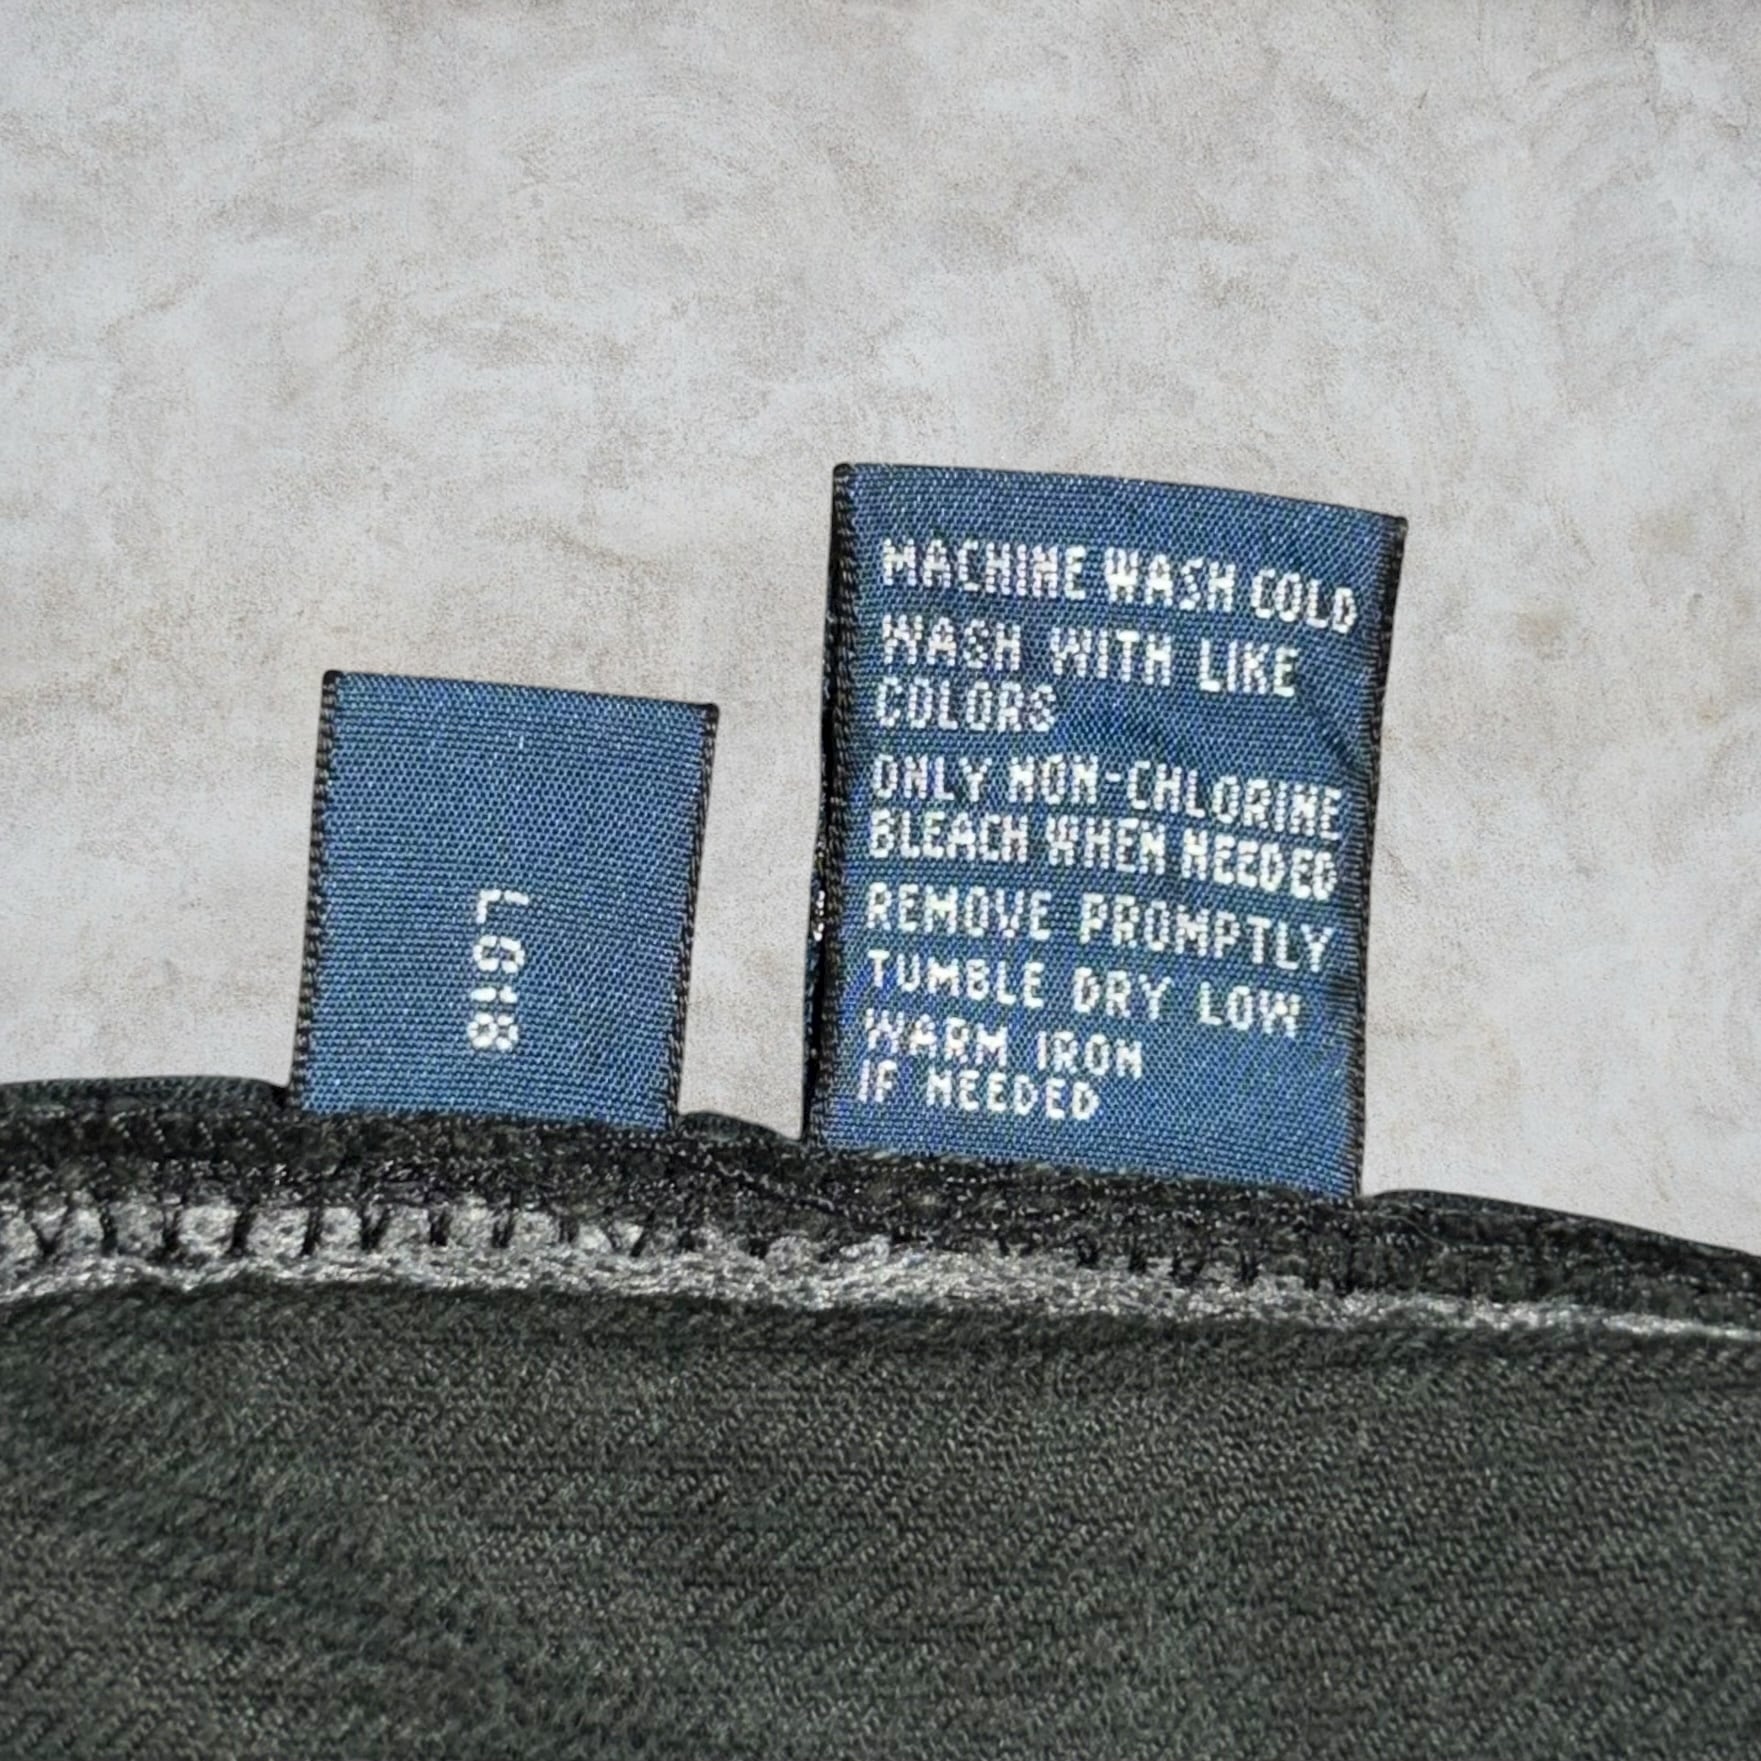 LG18
MACHINE WASH COLD
WASH WITH LIKE
COLORS
ONLY NON-CHLORINE
BLEACH WHEN NEEDED
REMOVE PROMPTLY
TUMBLE DRY LOW
WARM IRON
IF NEEDED